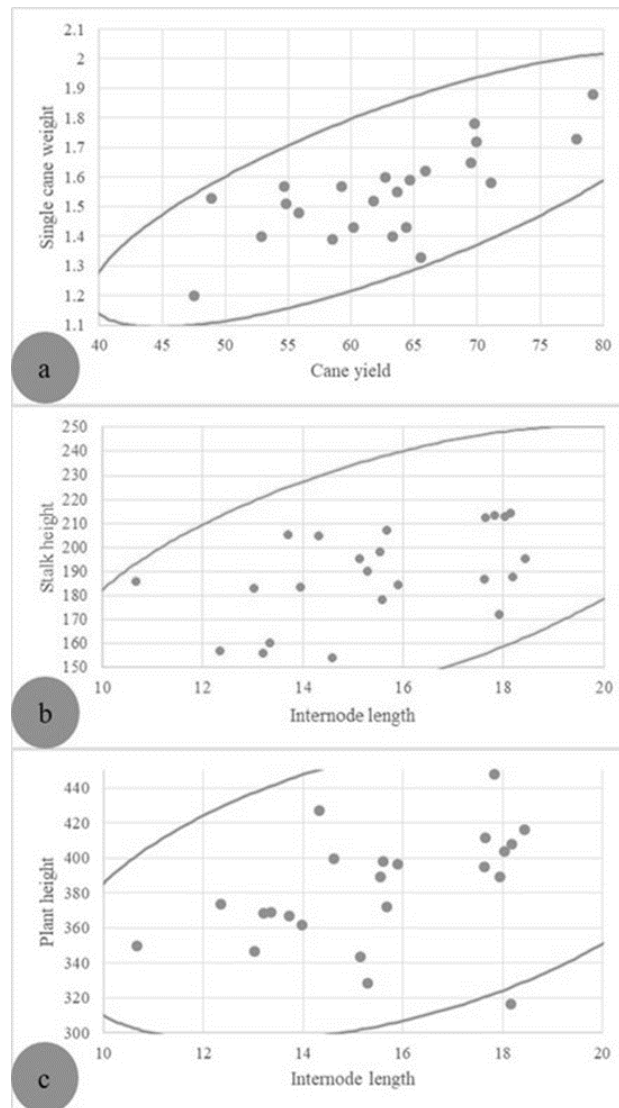 2.1
2
1.9
1.8
1.7
1.6
1.5
1.4
1.3
1.2
1.1
Single cane weight
40 45 50 55 60 65 70 75 80
Cane yield
a
250
240
230
220
210
200
190
180
170
160
150
Stalk height
10 12 14 16 18 20
Internode length
b
440
420
400
380
360
340
320
300
Plant height
10 12 14 16 18 20
Internode length
c